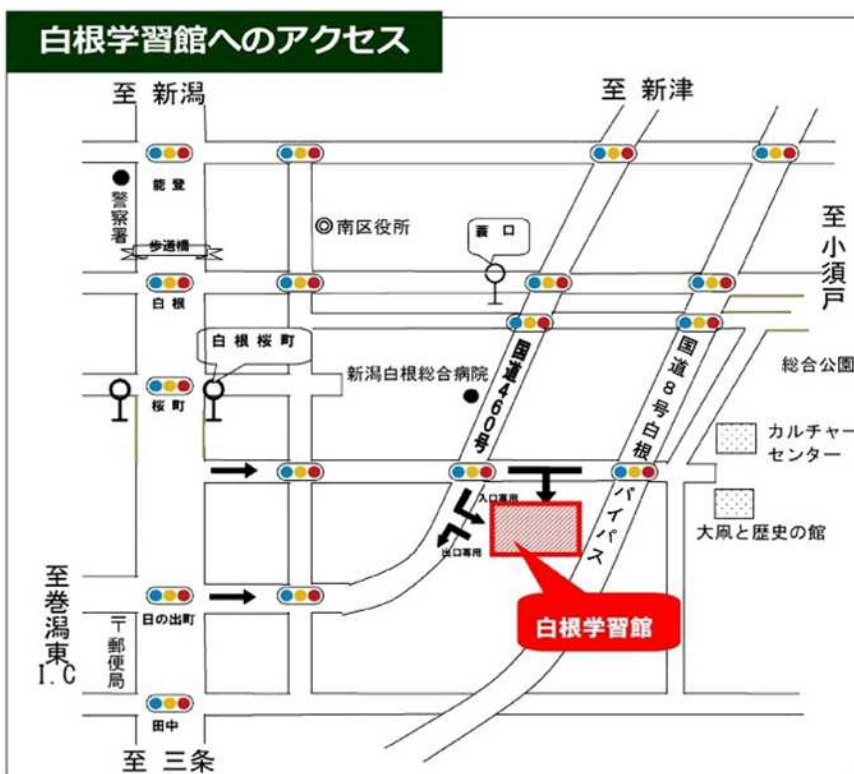 白根学習館へのアクセス
至 新潟
至 新津
能登
警察署
南区役所
蓑口
至小須戸
歩道橋
白根
白根桜町
新潟白根総合病院
国道460号
国道8号白根バイパス
総合公園
桜町
カルチャー
センター
入口専用
出口専用
大凧と歴史の館
至巻潟東I.C
日の出町
白根学習館
〒郵便局
田中
至 三条